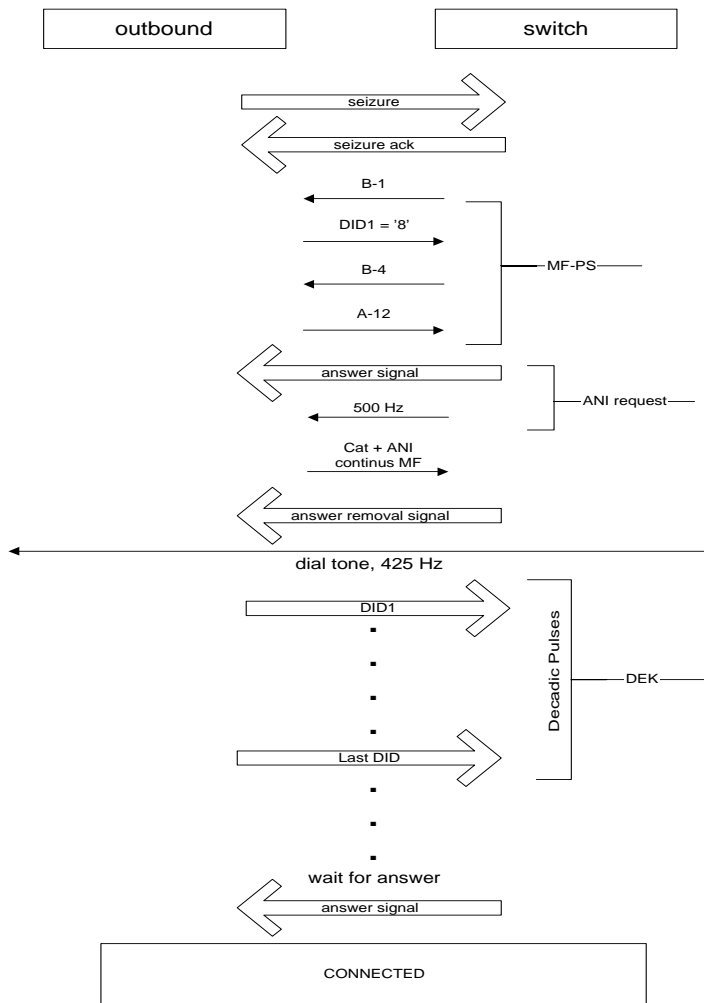 outbound
switch
seizure
seizure ack
B-1
DID1 = '8'
B-4
MF-PS
A-12
answer signal
500 Hz
ANI request
Cat + ANI
continus MF
answer removal signal
dial tone, 425 Hz
DID1
Decadic Pulses
DEK
Last DID
wait for answer
answer signal
CONNECTED